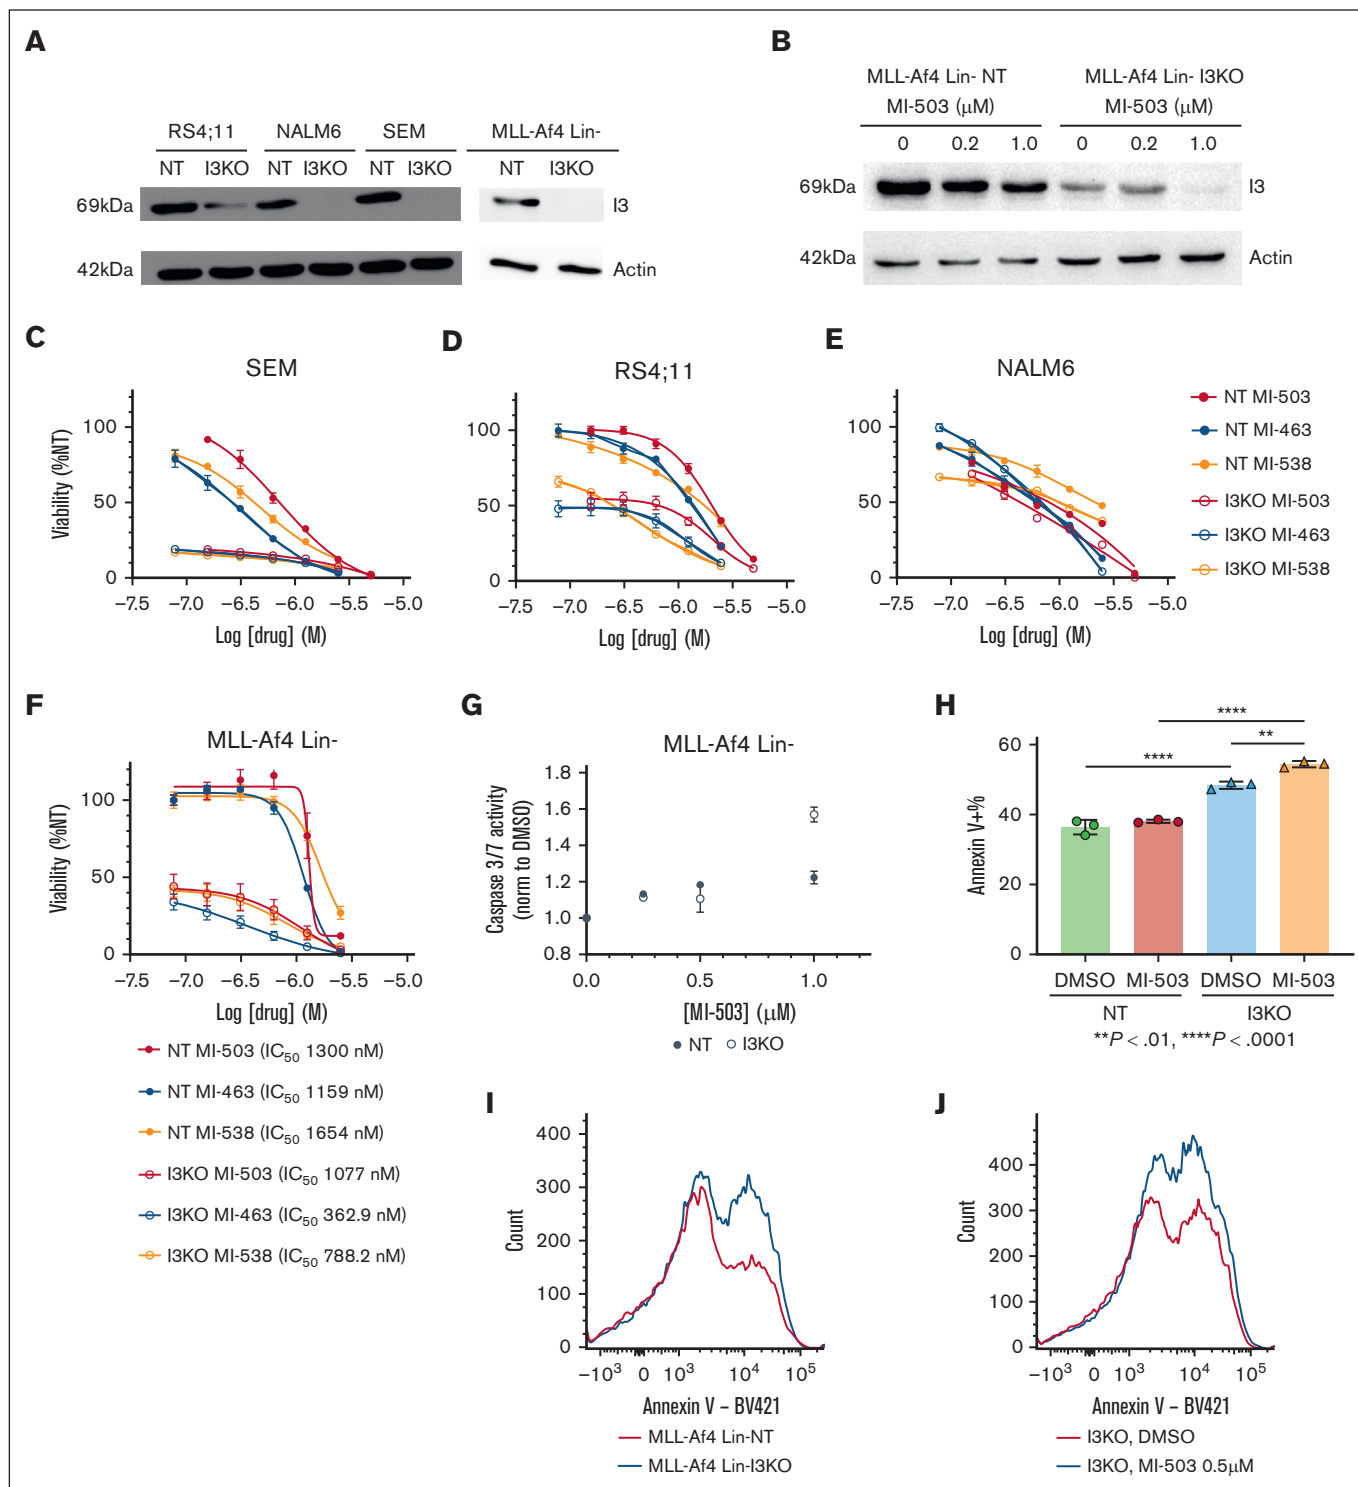 A
RS4;11 NALM6 SEM MLL-Af4 Lin-
NT I3KO NT I3KO NT I3KO NT I3KO
69kDa I3
42kDa Actin
B
MLL-Af4 Lin- NT MLL-Af4 Lin- I3KO
MI-503 (μM) MI-503 (μM)
0 0.2 1.0 0 0.2 1.0
69kDa I3
42kDa Actin
C
SEM
Viability (%NT)
100
50
0
−7.5 −7.0 −6.5 −6.0 −5.5 −5.0
Log [drug] (M)
D
RS4;11
100
50
0
−7.5 −7.0 −6.5 −6.0 −5.5 −5.0
Log [drug] (M)
E
NALM6
100
50
0
−7.5 −7.0 −6.5 −6.0 −5.5 −5.0
Log [drug] (M)
NT MI-503
NT MI-463
NT MI-538
I3KO MI-503
I3KO MI-463
I3KO MI-538
F
MLL-Af4 Lin-
Viability (%NT)
100
50
0
−7.5 −7.0 −6.5 −6.0 −5.5 −5.0
Log [drug] (M)
NT MI-503 (IC50 1300 nM)
NT MI-463 (IC50 1159 nM)
NT MI-538 (IC50 1654 nM)
I3KO MI-503 (IC50 1077 nM)
I3KO MI-463 (IC50 362.9 nM)
I3KO MI-538 (IC50 788.2 nM)
G
MLL-Af4 Lin-
Caspase 3/7 activity
(norm to DMSO)
1.8
1.6
1.4
1.2
1.0
0.8
0.0 0.5 1.0
[MI-503] (μM)
NT I3KO
H
****
**
****
Annexin V+%
60
40
20
0
DMSO MI-503 DMSO MI-503
NT I3KO
**P < .01, ****P < .0001
I
Count
400
300
200
100
0
−10³ 0 10³ 10⁴ 10⁵
Annexin V – BV421
MLL-Af4 Lin-NT
MLL-Af4 Lin-I3KO
J
Count
400
300
200
100
0
−10³ 0 10³ 10⁴ 10⁵
Annexin V – BV421
I3KO, DMSO
I3KO, MI-503 0.5μM